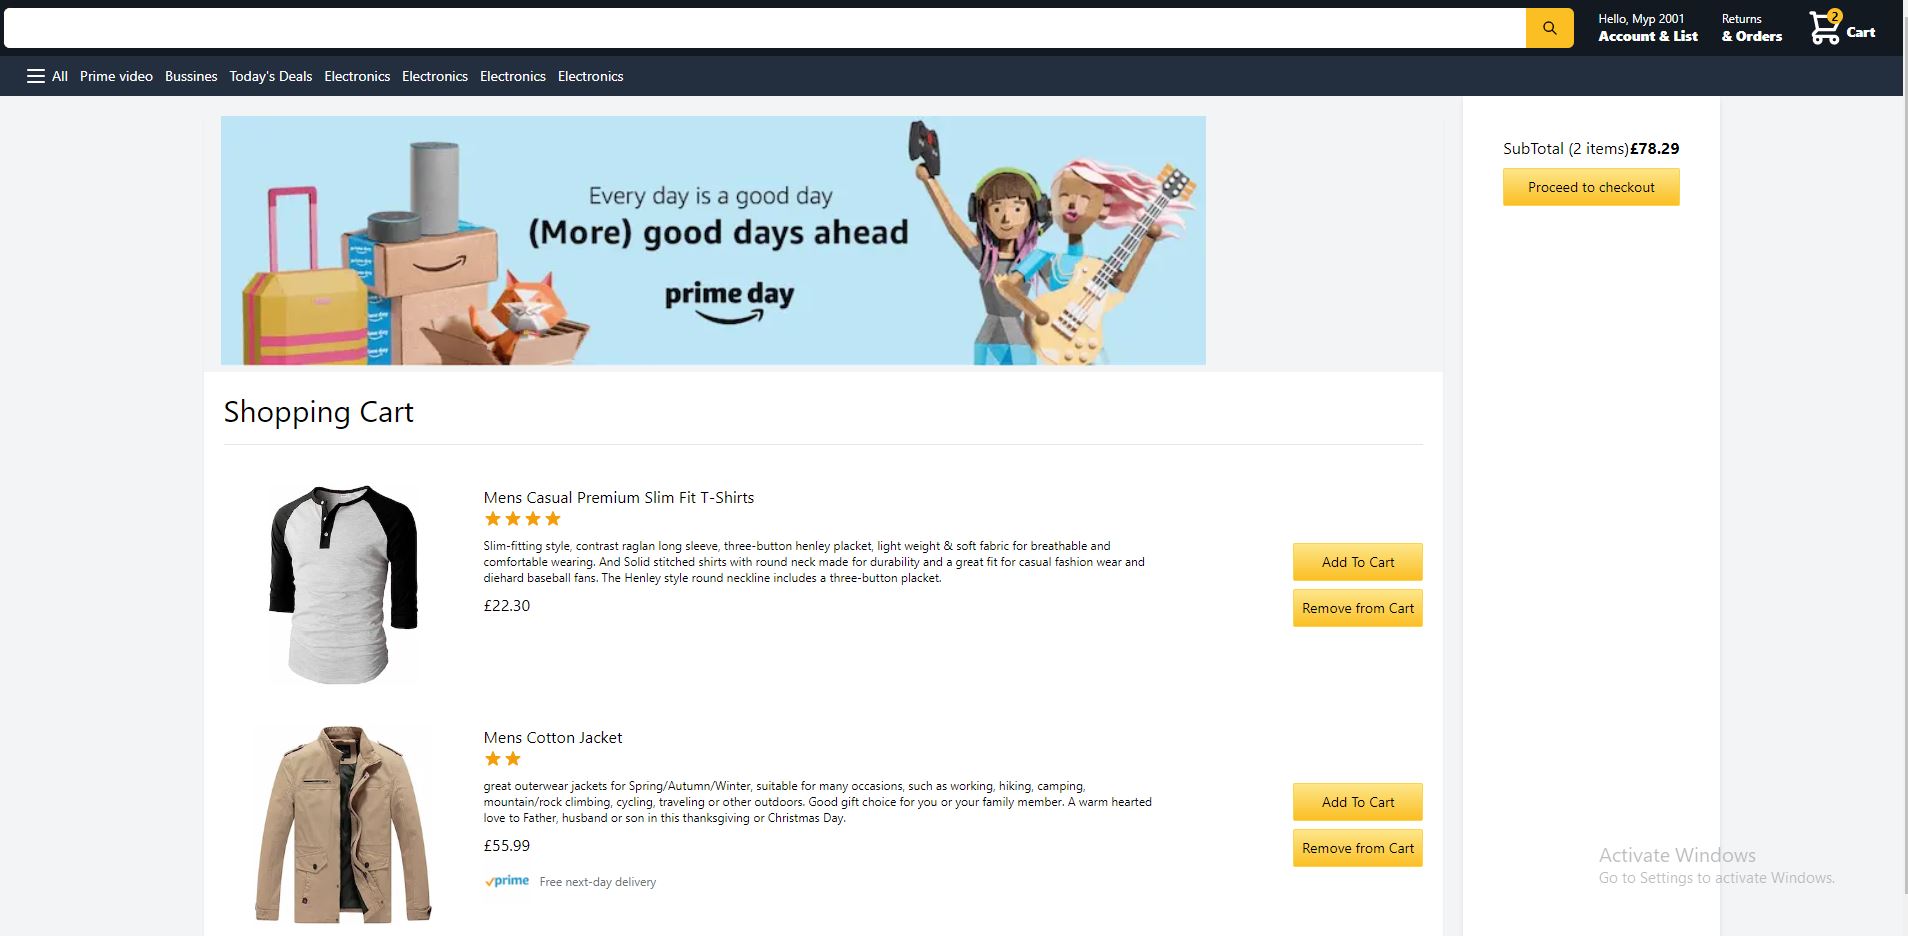 Hello, Myp 2001
Account & List
Returns
& Orders
2
Cart
All Prime video Bussines Today's Deals Electronics Electronics Electronics Electronics
Every day is a good day
(More) good days ahead
prime day
SubTotal (2 items)£78.29
Proceed to checkout
Shopping Cart
Mens Casual Premium Slim Fit T-Shirts
Slim-fitting style, contrast raglan long sleeve, three-button henley placket, light weight & soft fabric for breathable and
comfortable wearing. And Solid stitched shirts with round neck made for durability and a great fit for casual fashion wear and
diehard baseball fans. The Henley style round neckline includes a three-button placket.
£22.30
Add To Cart
Remove from Cart
Mens Cotton Jacket
great outerwear jackets for Spring/Autumn/Winter, suitable for many occasions, such as working, hiking, camping,
mountain/rock climbing, cycling, traveling or other outdoors. Good gift choice for you or your family member. A warm hearted
love to Father, husband or son in this thanksgiving or Christmas Day.
£55.99
prime Free next-day delivery
Add To Cart
Remove from Cart
Activate Windows
Go to Settings to activate Windows.